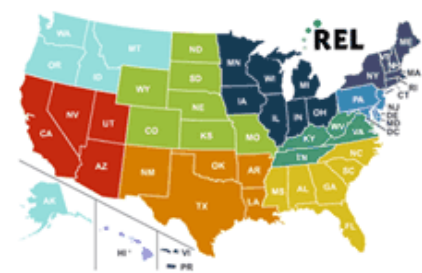 REL
WA
MT
ND
MN
ME
OR
ID
SD
WI
MI
VT
NH
NY
MA
WY
IA
PA
RI
CT
NE
NV
UT
CO
IL
IN
OH
NJ
DE
MD
DC
CA
KS
MO
WV
VA
KY
AZ
NM
OK
AR
TN
NC
SC
TX
LA
MS
AL
GA
FL
AK
HI
VI
PR